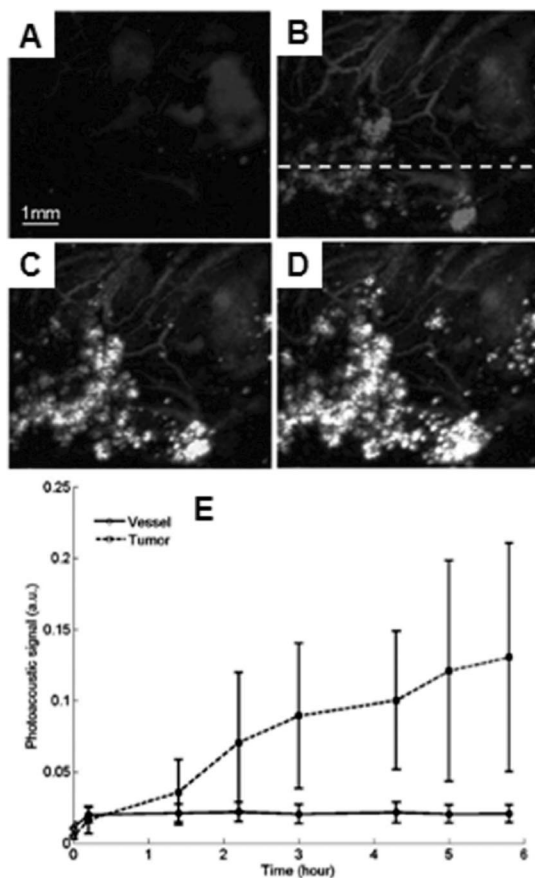 A
B
1mm
C
D
E
Vessel
Tumor
Photoacoustic signal (a.u.)
0.25
0.2
0.15
0.1
0.05
0
0 1 2 3 4 5 6
Time (hour)